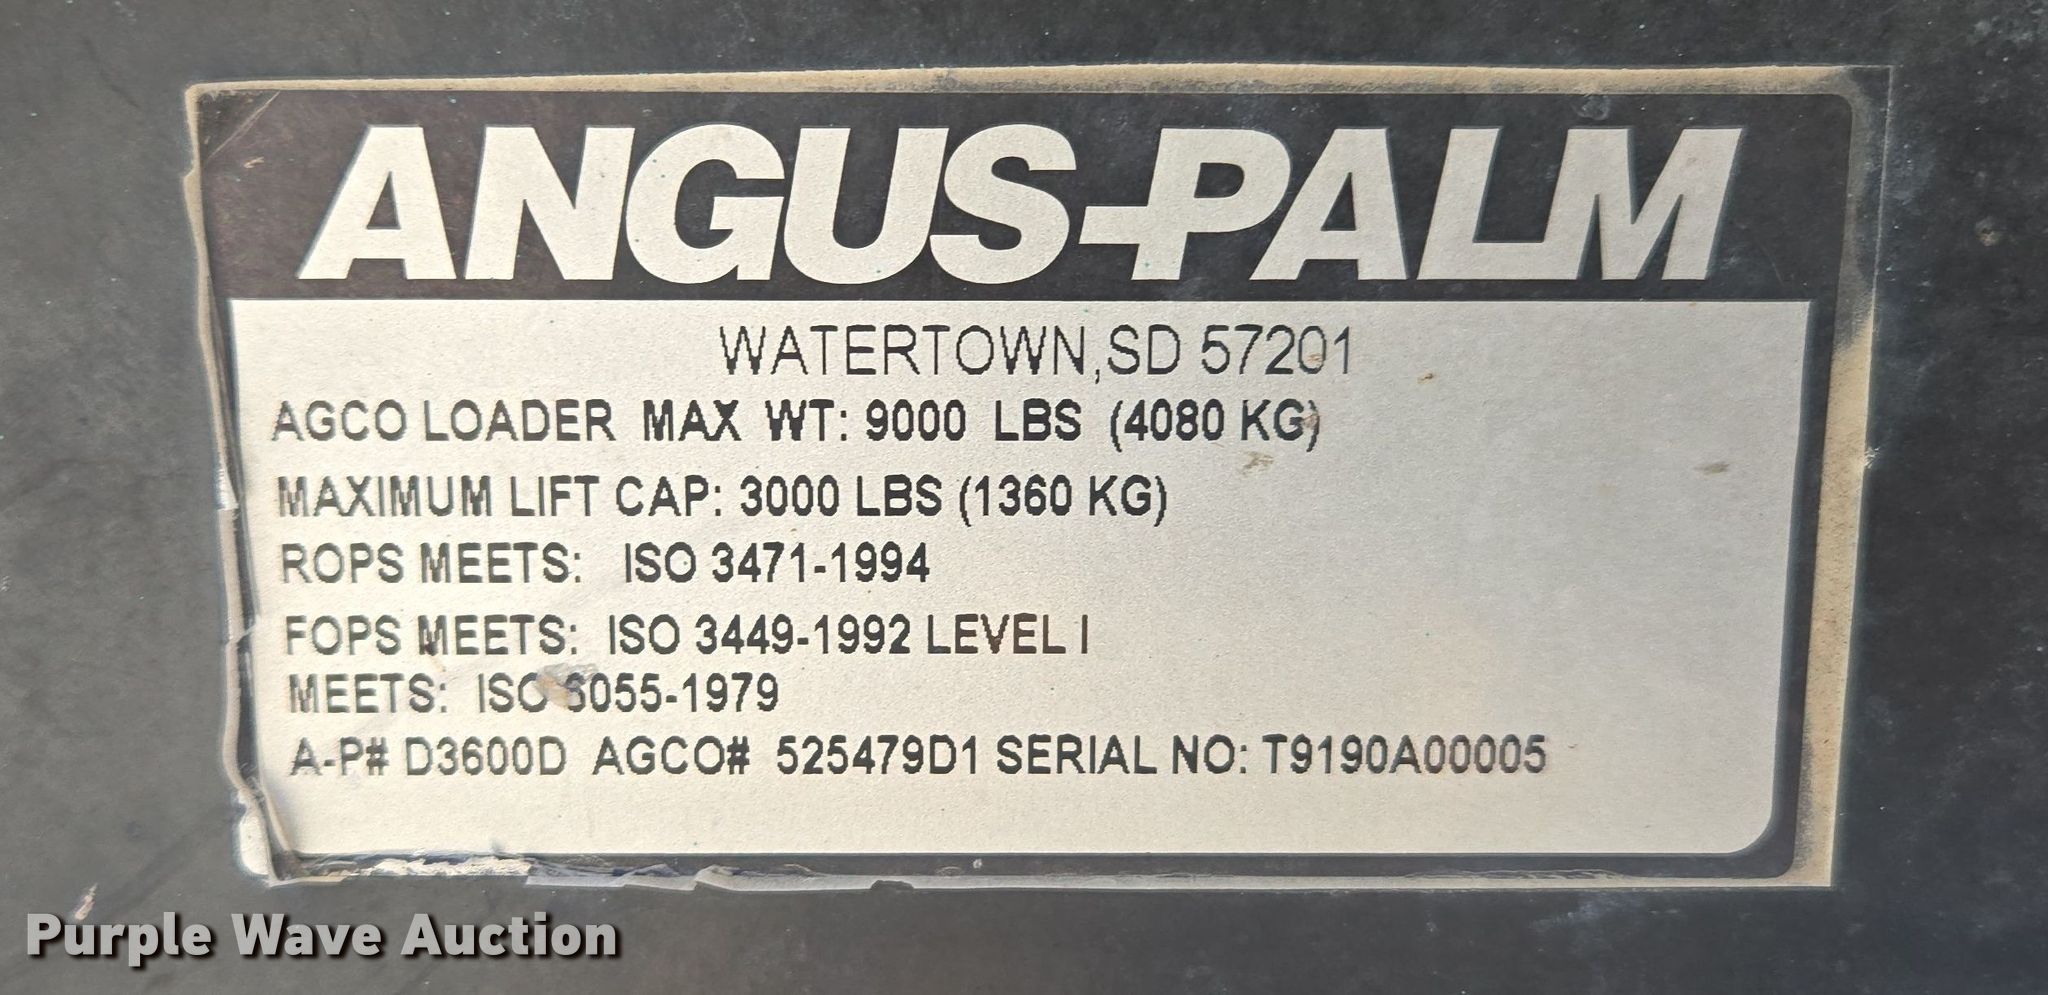 ANGUS-PALM
WATERTOWN,SD 57201
AGCO LOADER MAX WT: 9000 LBS (4080 KG)
MAXIMUM LIFT CAP: 3000 LBS (1360 KG)
ROPS MEETS: ISO 3471-1994
FOPS MEETS: ISO 3449-1992 LEVEL I
MEETS: ISO 6055-1979
A-P# D3600D AGCO# 525479D1 SERIAL NO: T9190A00005
Purple Wave Auction